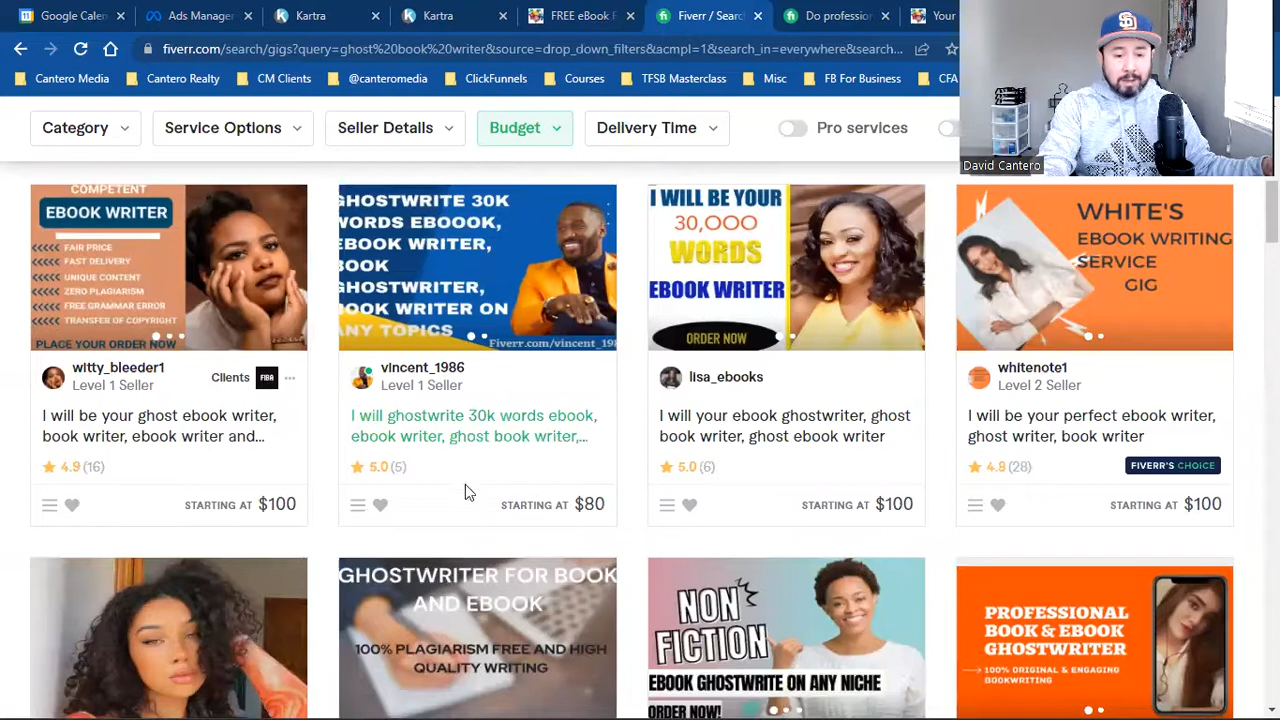 Google Calen
Ads Manager
Kartra
Kartra
FREE eBook F
Fiverr / Searc
Do profession
Your
fiverr.com/search/gigs?query=ghost%20book%20writer&source=drop_down_filters&acmpl=1&search_in=everywhere&search...
Cantero Media
Cantero Realty
CM Clients
@canteromedia
ClickFunnels
Courses
TFSB Masterclass
Misc
FB For Business
CFA
Category
Service Options
Seller Details
Budget
Delivery Time
Pro services
David Cantero
COMPETENT
EBOOK WRITER
<<<<< FAIR PRICE
<<<<< FAST DELIVERY
<<<<< UNIQUE CONTENT
<<<<< ZERO PLAGIARISM
<<<<< FREE GRAMMAR ERROR
<<<<< TRANSFER OF COPYRIGHT
PLACE YOUR ORDER NOW
witty_bleeder1
Level 1 Seller
Clients
FIBA
I will be your ghost ebook writer,
book writer, ebook writer and...
4.9 (16)
STARTING AT $100
GHOSTWRITE 30K
WORDS EBOOOK,
EBOOK WRITER,
BOOK
GHOSTWRITER,
BOOK WRITER ON
ANY TOPICS
Fiverr.com/vincent_198
vincent_1986
Level 1 Seller
I will ghostwrite 30k words ebook,
ebook writer, ghost book writer,...
5.0 (5)
STARTING AT $80
I WILL BE YOUR
30,000
WORDS
EBOOK WRITER
ORDER NOW
lisa_ebooks
I will your ebook ghostwriter, ghost
book writer, ghost ebook writer
5.0 (6)
STARTING AT $100
WHITE'S
EBOOK WRITING
SERVICE
GIG
whitenote1
Level 2 Seller
I will be your perfect ebook writer,
ghost writer, book writer
4.8 (28)
FIVERR'S CHOICE
STARTING AT $100
GHOSTWRITER FOR BOOK
AND EBOOK
100% PLAGIARISM FREE AND HIGH
QUALITY WRITING
NON
FICTION
EBOOK GHOSTWRITE ON ANY NICHE
ORDER NOW!
PROFESSIONAL
BOOK & EBOOK
GHOSTWRITER
100% ORIGINAL & ENGAGING
BOOKWRITING